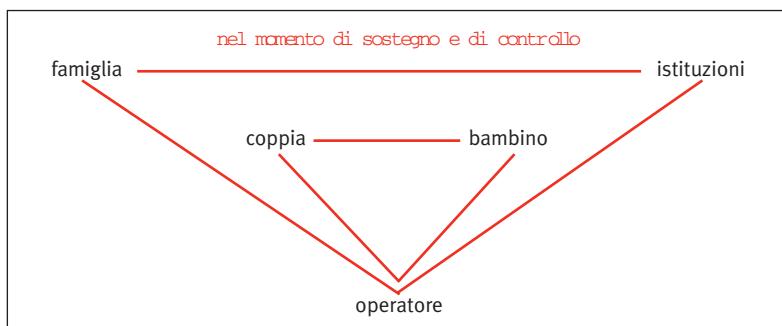 nel momento di sostegno e di controllo
famiglia istituzioni
coppia bambino
operatore